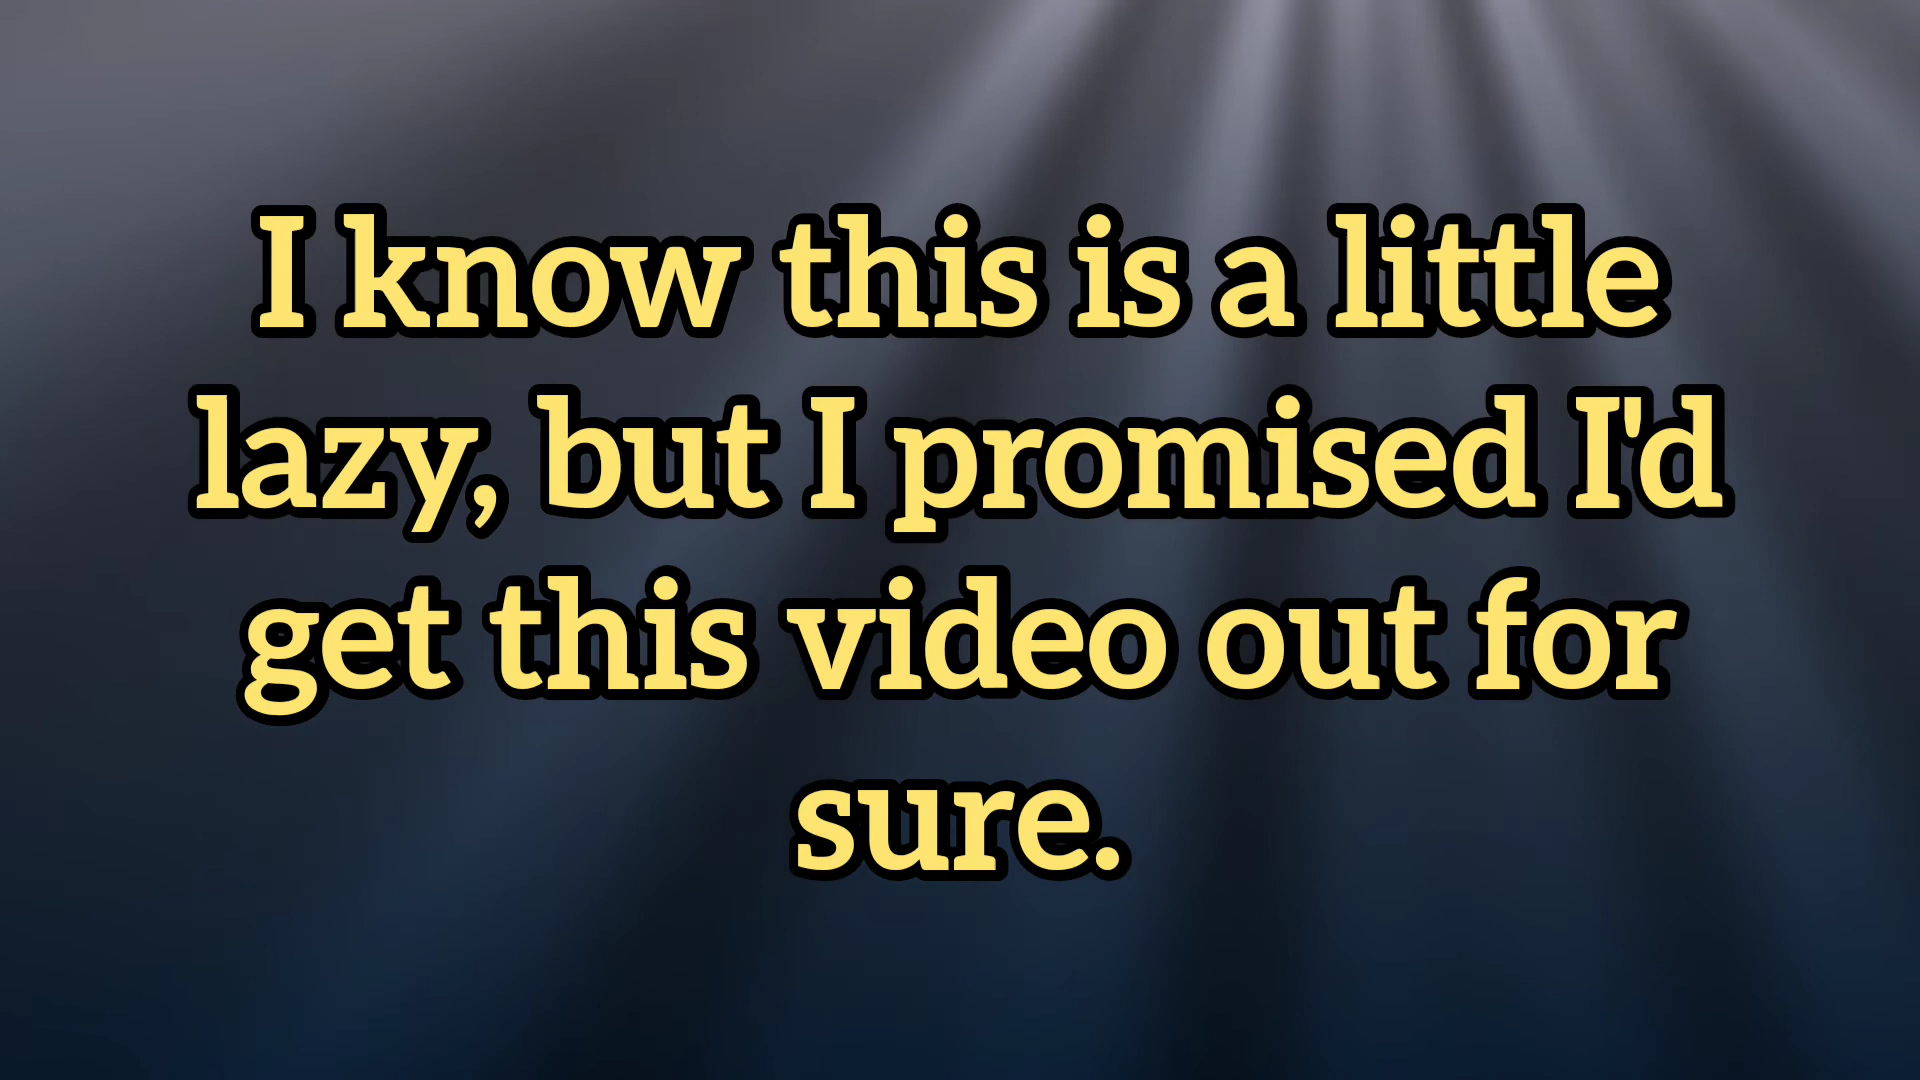 I know this is a little
lazy, but I promised I'd
get this video out for
sure.